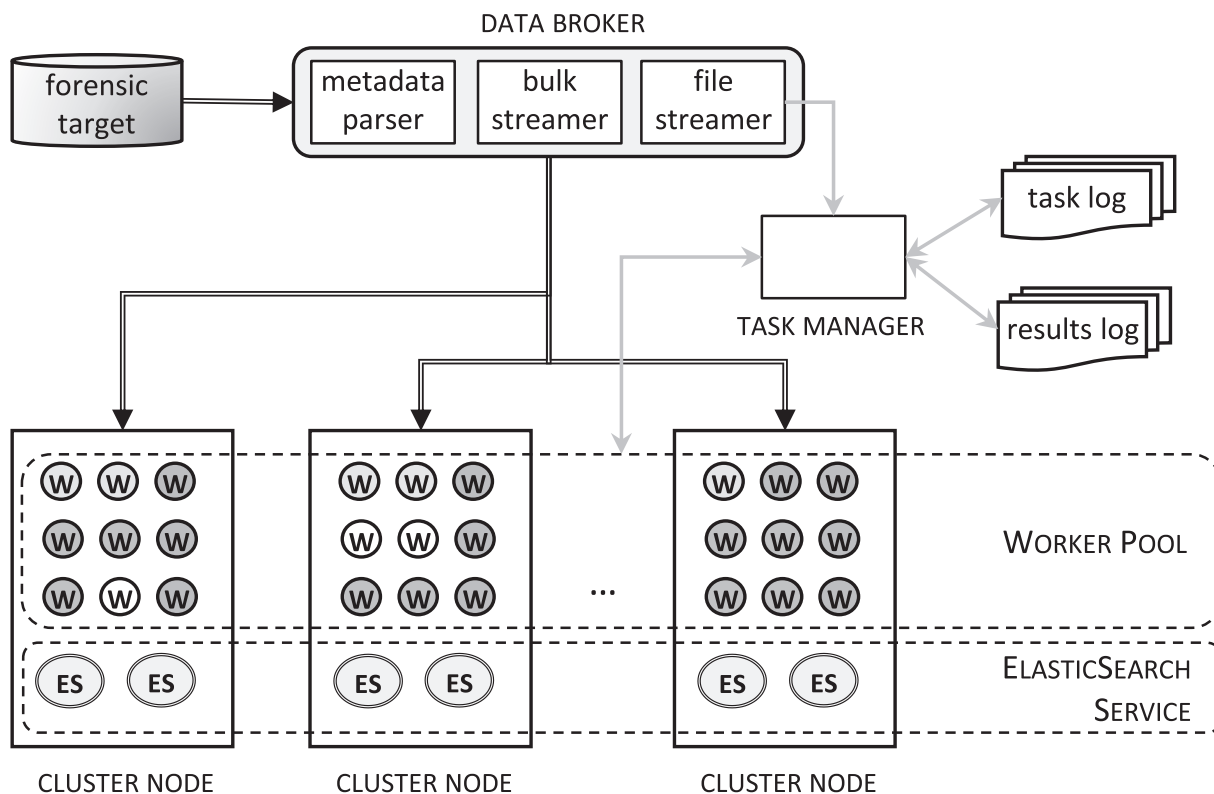 DATA BROKER
forensic
target
metadata
parser
bulk
streamer
file
streamer
task log
TASK MANAGER
results log
W W W W W W W W W
W W W W W W W W W
...
W W W W W W W W W
WORKER POOL
ES ES ES ES ES ES
ELASTICSEARCH
SERVICE
CLUSTER NODE CLUSTER NODE CLUSTER NODE